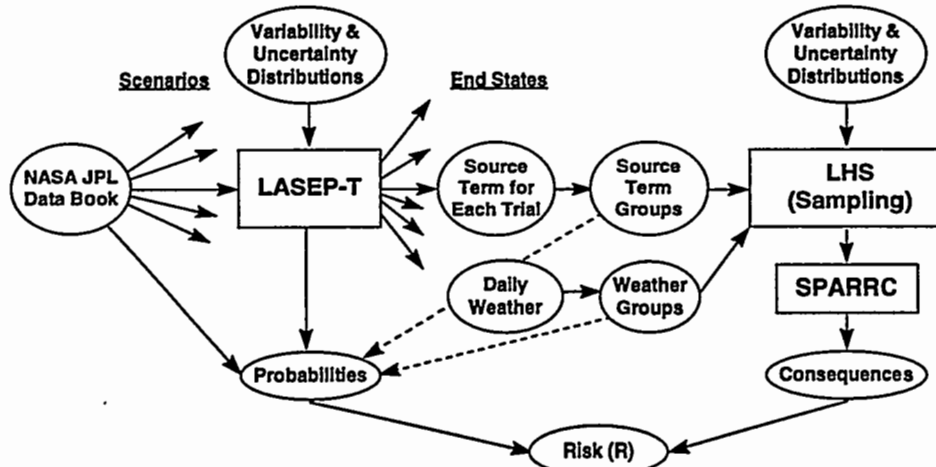 Variability &
Uncertainty
Distributions
Variability &
Uncertainty
Distributions
Scenarios
End States
NASA JPL
Data Book
LASEP-T
Source
Term for
Each Trial
Source
Term
Groups
LHS
(Sampling)
Daily
Weather
Weather
Groups
SPARRC
Probabilities
Consequences
Risk (R)